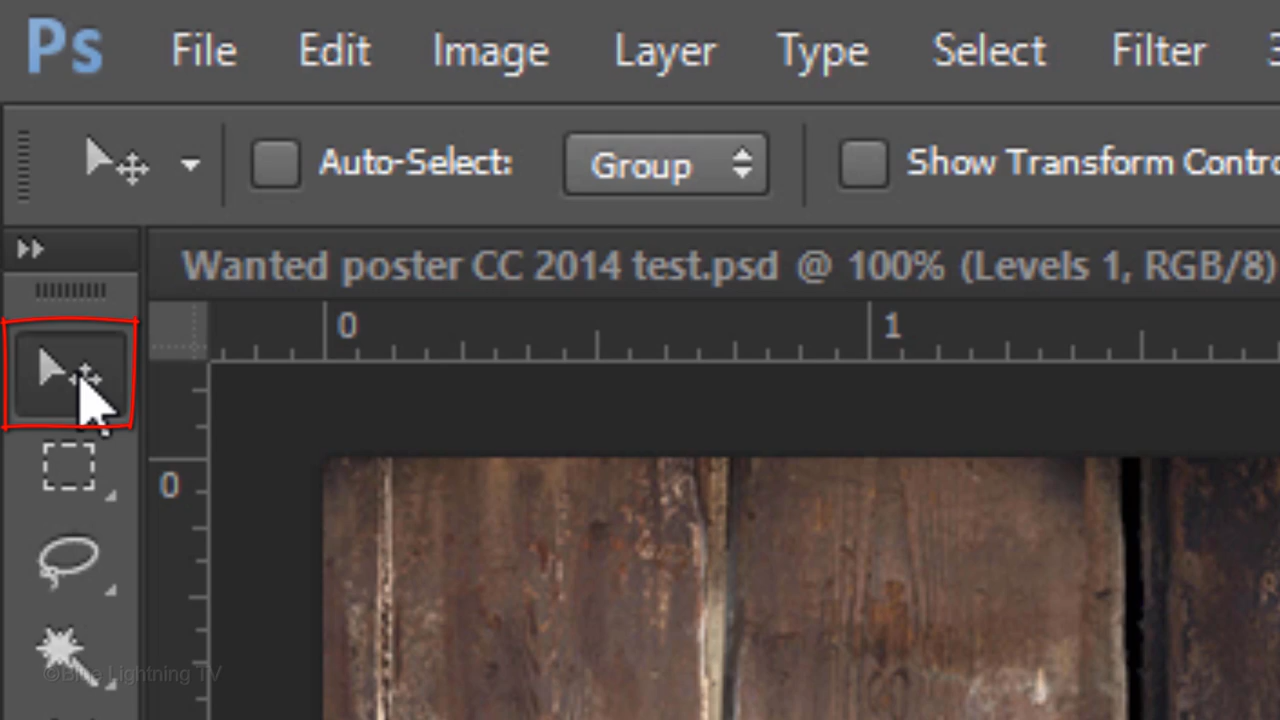 Ps File Edit Image Layer Type Select Filter
Auto-Select: Group Show Transform Contro
Wanted poster CC 2014 test.psd @ 100% (Levels 1, RGB/8)
0 1
0
©Blue Lightning TV